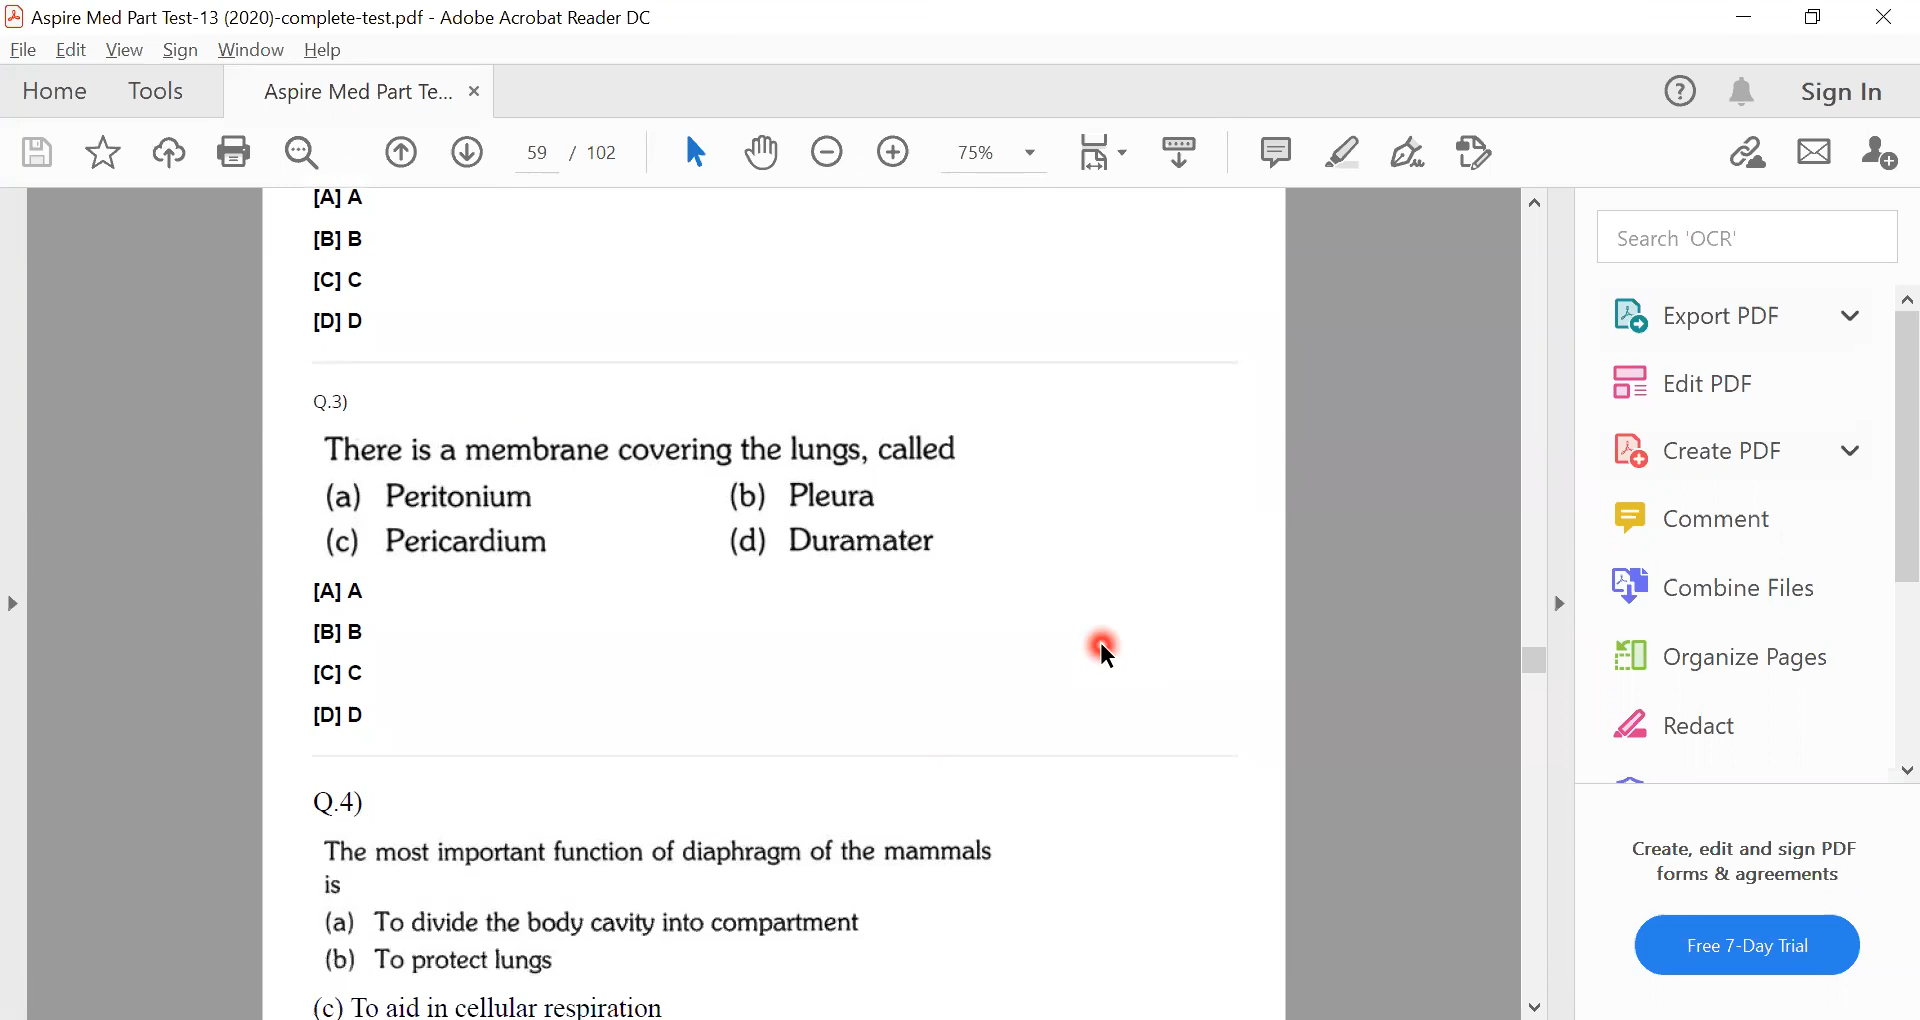 Aspire Med Part Test-13 (2020)-complete-test.pdf - Adobe Acrobat Reader DC
File Edit View Sign Window Help
Home Tools Aspire Med Part Te... × Sign In
59 / 102 75%
[A] A
[B] B
[C] C
[D] D
Q.3)
There is a membrane covering the lungs, called
(a) Peritonium (b) Pleura
(c) Pericardium (d) Duramater
[A] A
[B] B
[C] C
[D] D
Q.4)
The most important function of diaphragm of the mammals
is
(a) To divide the body cavity into compartment
(b) To protect lungs
(c) To aid in cellular respiration
Search 'OCR'
Export PDF
Edit PDF
Create PDF
Comment
Combine Files
Organize Pages
Redact
Create, edit and sign PDF
forms & agreements
Free 7-Day Trial